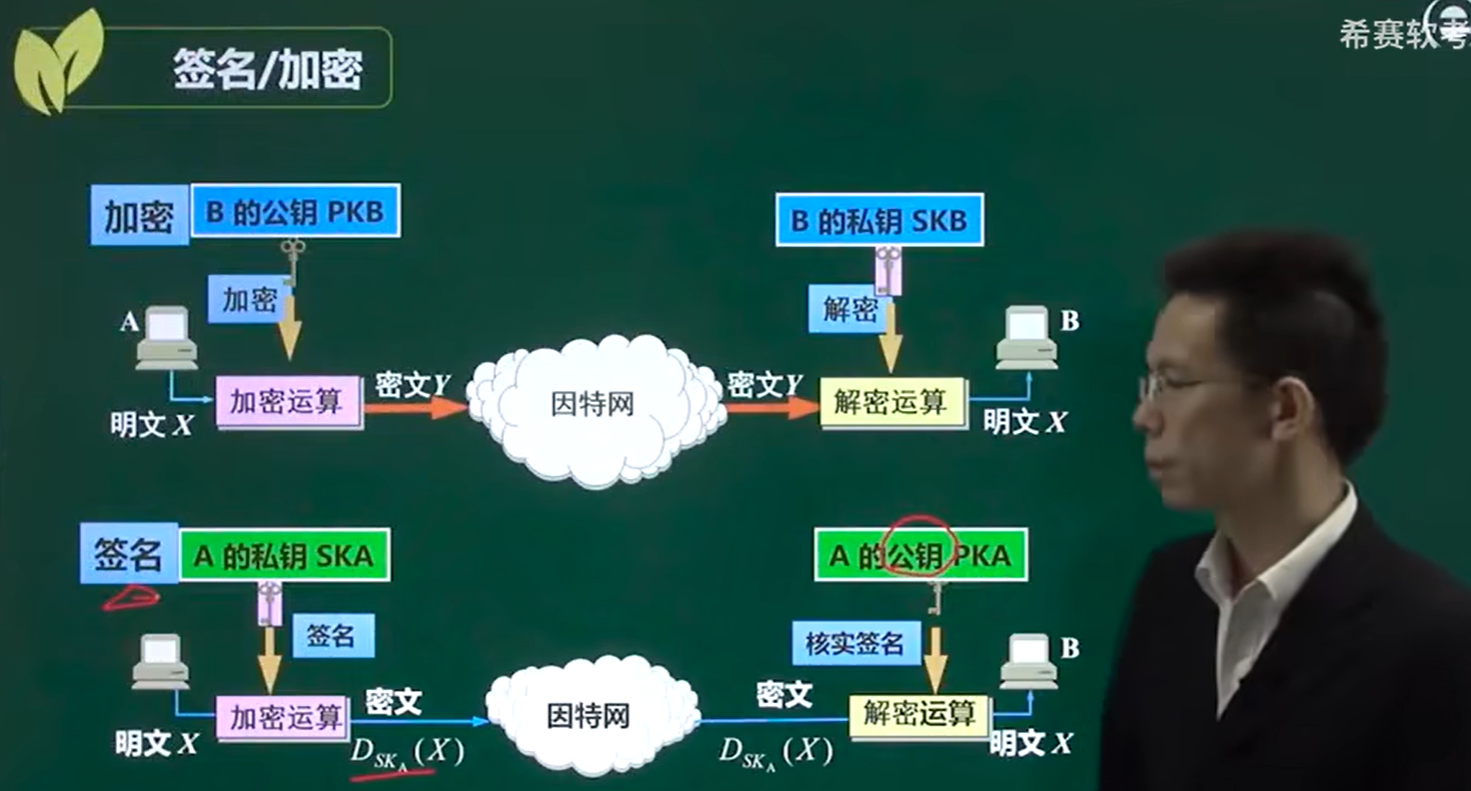 签名/加密
希赛软考
加密
B 的公钥 PKB
B 的私钥 SKB
加密
解密
A
B
加密运算
密文Y
因特网
密文Y
解密运算
明文 X
明文 X
签名
A 的私钥 SKA
A 的公钥 PKA
签名
核实签名
B
加密运算
密文
因特网
密文
解密运算
明文 X
D_{SK_A}(X)
D_{SK_A}(X)
明文 X